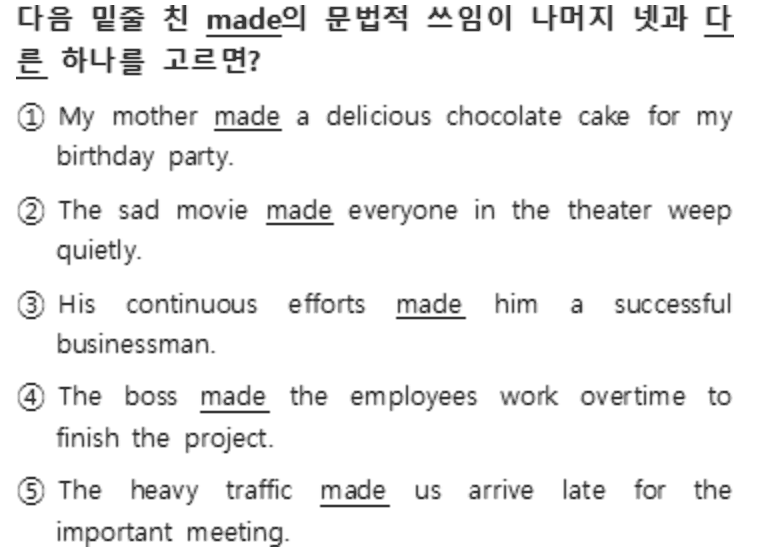 다음 밑줄 친 made의 문법적 쓰임이 나머지 넷과 다
른 하나를 고르면?
① My mother made a delicious chocolate cake for my
birthday party.
② The sad movie made everyone in the theater weep
quietly.
③ His continuous efforts made him a successful
businessman.
④ The boss made the employees work overtime to
finish the project.
⑤ The heavy traffic made us arrive late for the
important meeting.